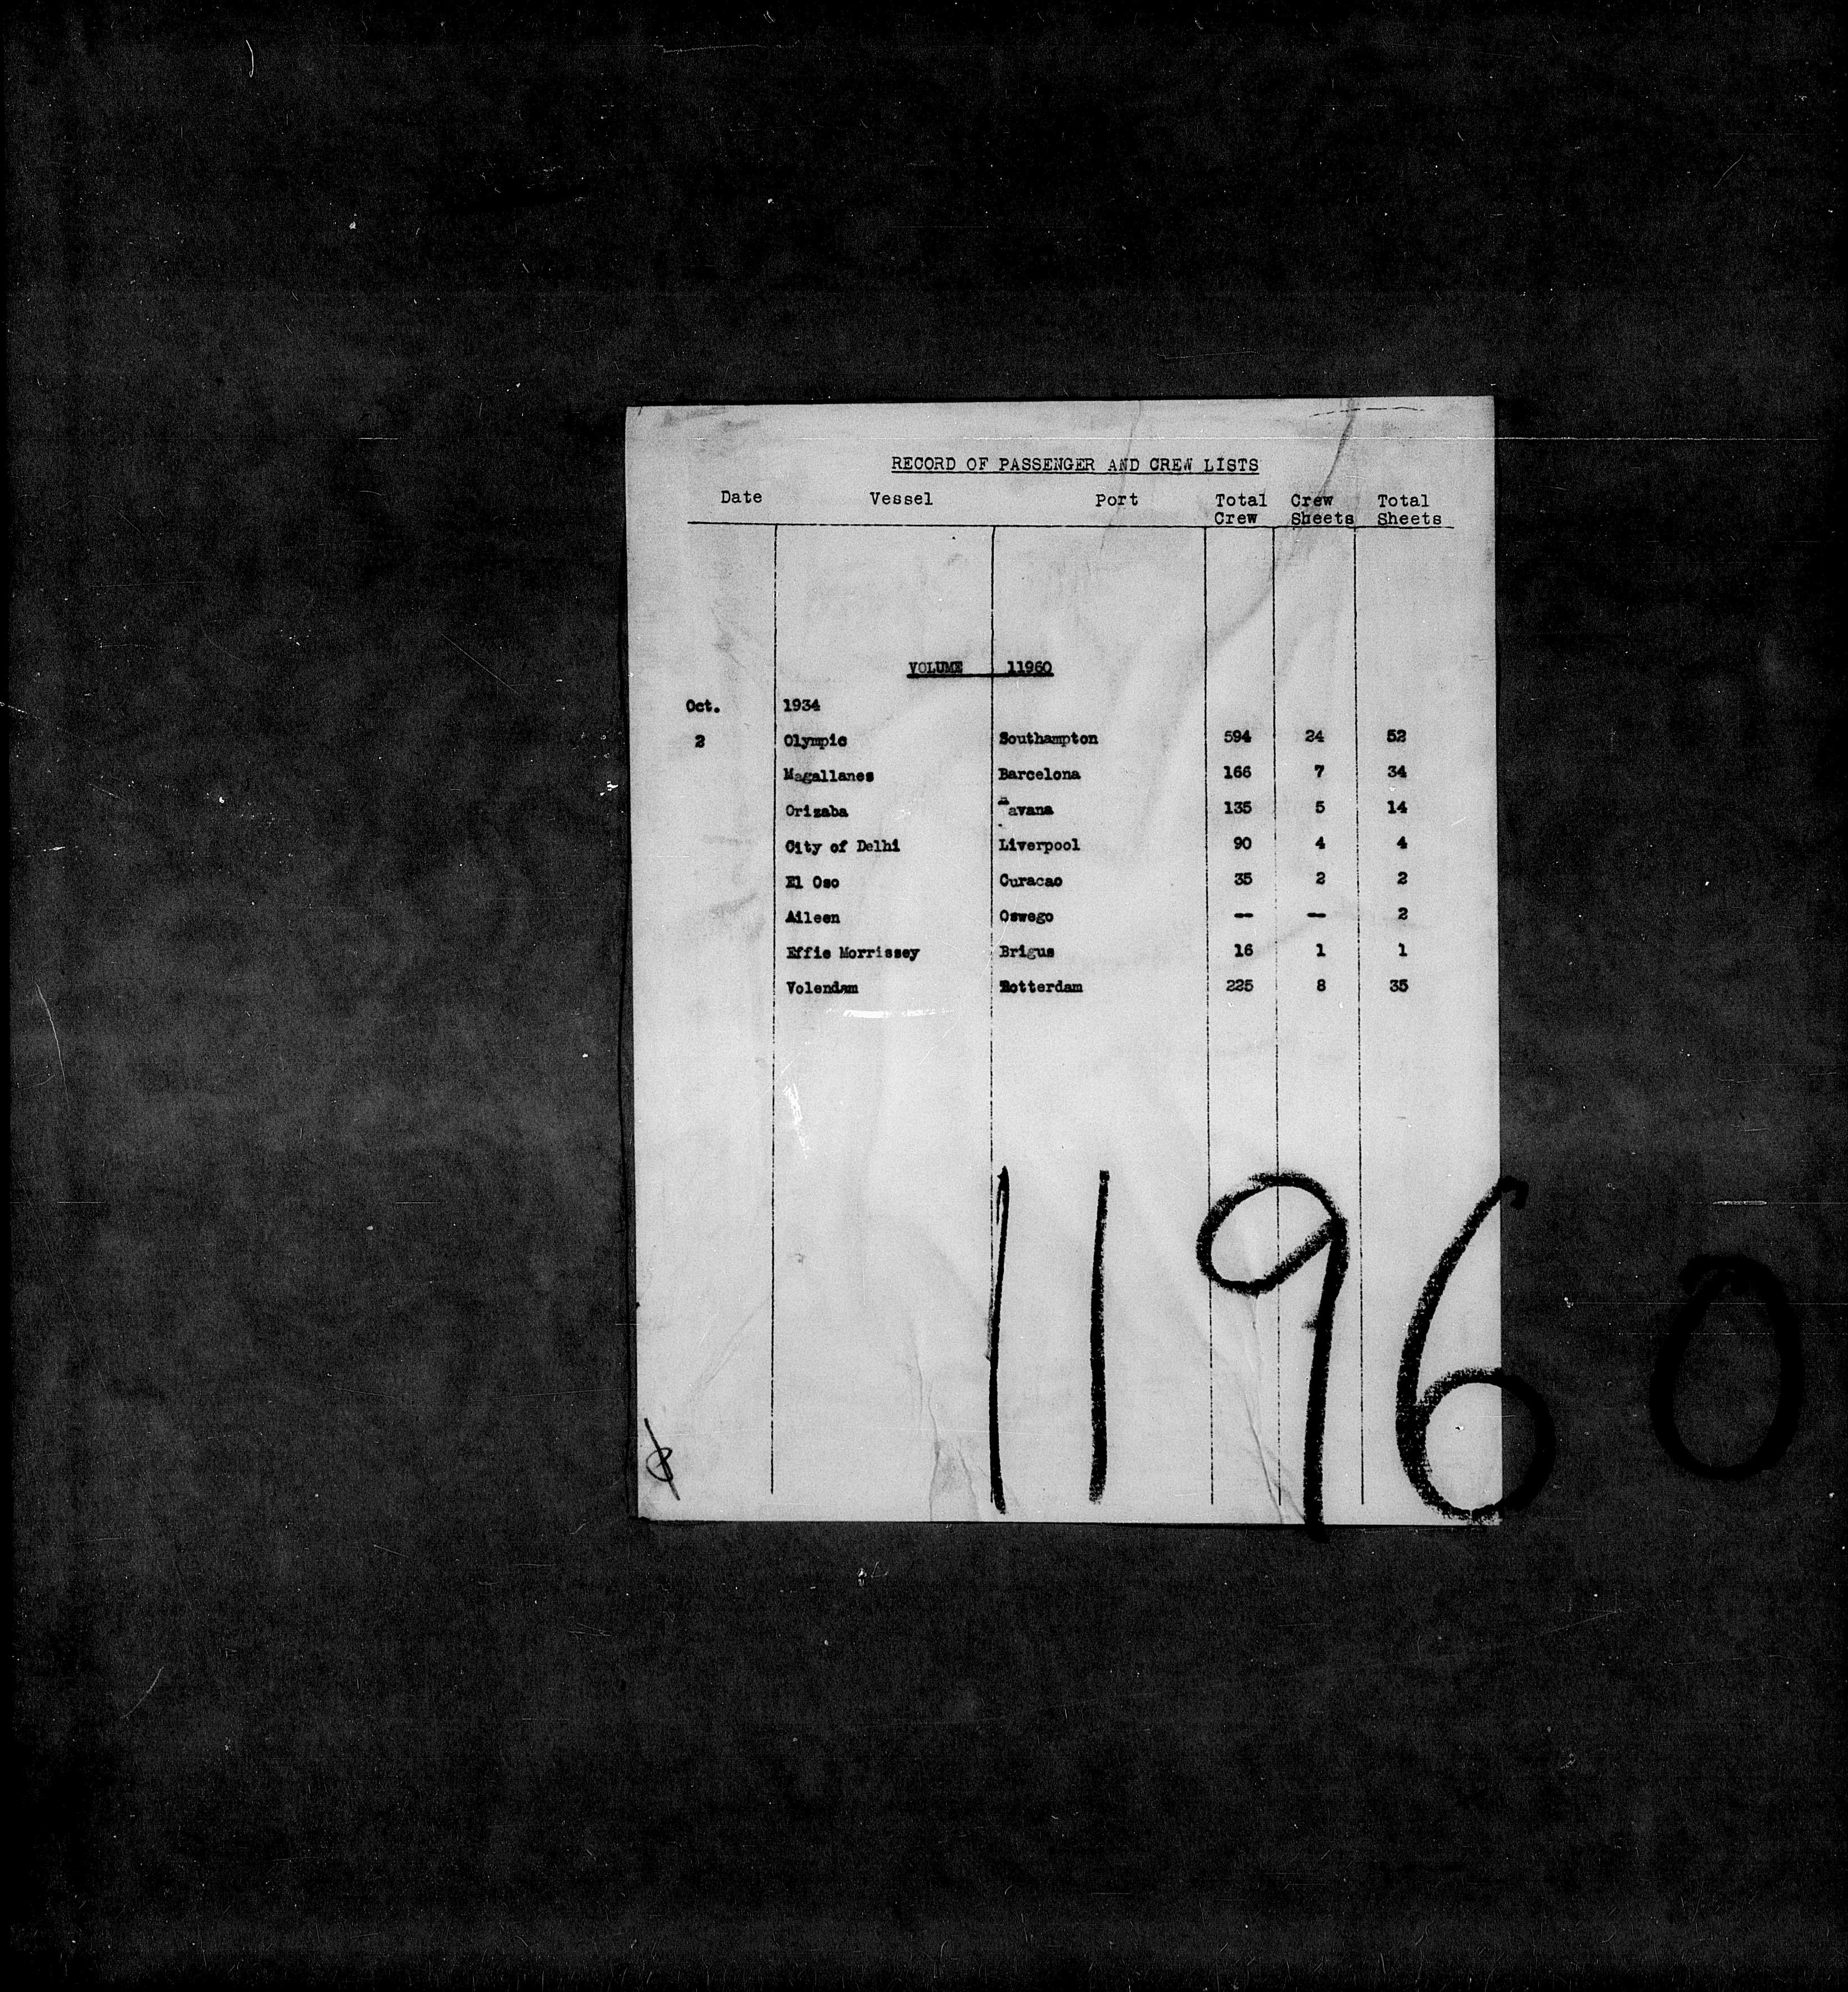 RECORD OF PASSENGER AND CREW LISTS
Date Vessel Port Total Crew Crew Sheets Total Sheets
VOLUME 11960
Oct. 1934
2 Olympic Southampton 594 24 52
Magallanes Barcelona 166 7 34
Orizaba Havana 135 5 14
City of Delhi Liverpool 90 4 4
El Oso Curacao 35 2 2
Aileen Oswego -- -- 2
Effie Morrissey Brigus 16 1 1
Volendam Rotterdam 225 8 35
11960